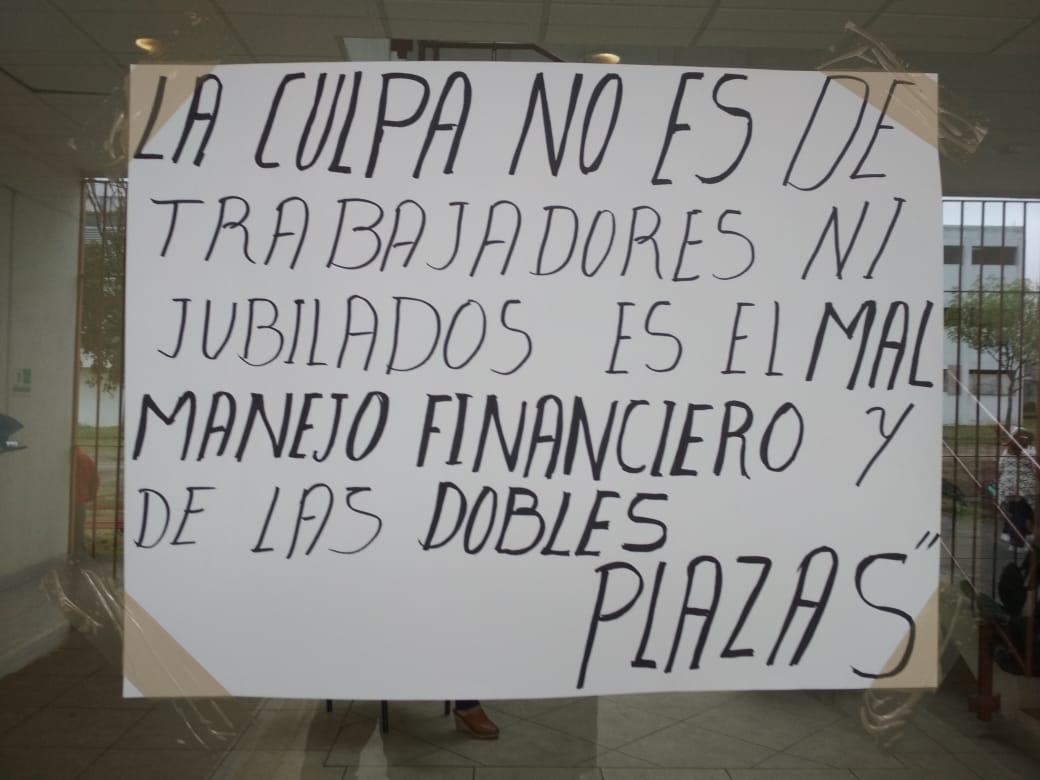 LA CULPA NO ES DE
TRABAJADORES NI
JUBILADOS ES EL MAL
MANEJO FINANCIERO Y
DE LAS DOBLES
PLAZAS"